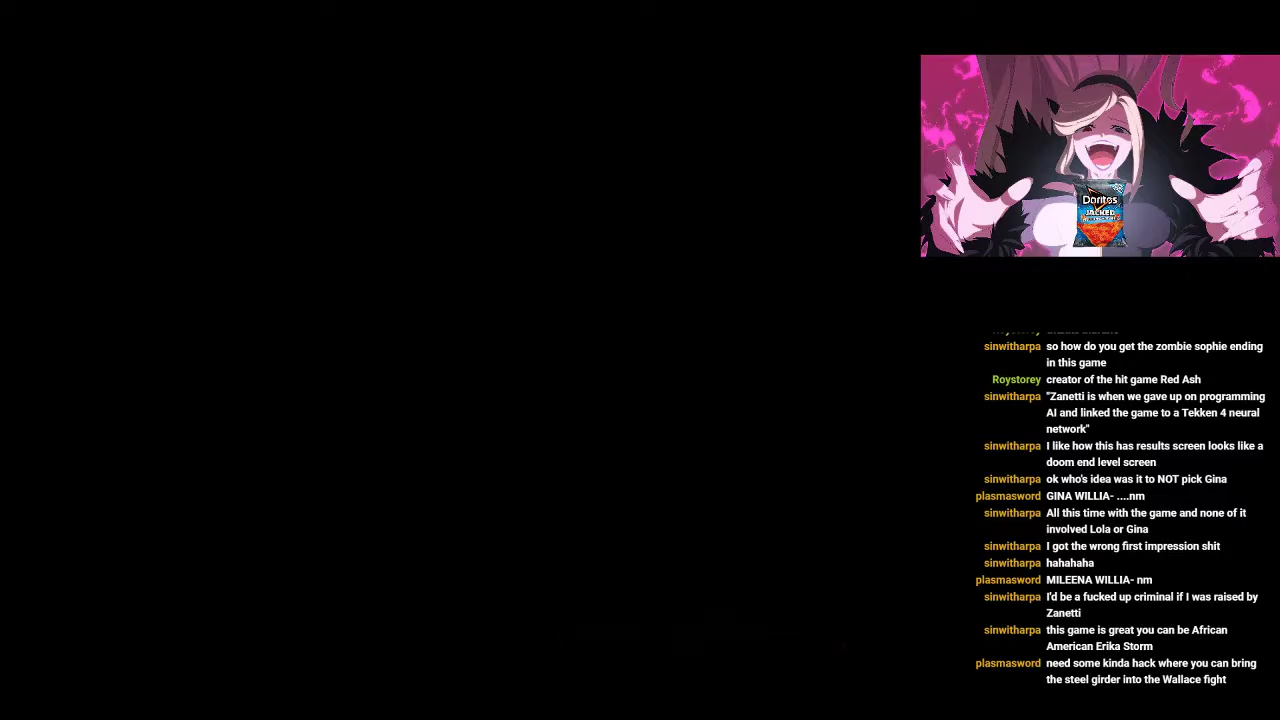 Doritos
JACKED
sinwitharpa so how do you get the zombie sophie ending
in this game
Roystorey creator of the hit game Red Ash
sinwitharpa "Zanetti is when we gave up on programming
AI and linked the game to a Tekken 4 neural
network"
sinwitharpa I like how this has results screen looks like a
doom end level screen
sinwitharpa ok who's idea was it to NOT pick Gina
plasmasword GINA WILLIA- ....nm
sinwitharpa All this time with the game and none of it
involved Lola or Gina
sinwitharpa I got the wrong first impression shit
sinwitharpa hahahaha
plasmasword MILEENA WILLIA- nm
sinwitharpa I'd be a fucked up criminal if I was raised by
Zanetti
sinwitharpa this game is great you can be African
American Erika Storm
plasmasword need some kinda hack where you can bring
the steel girder into the Wallace fight